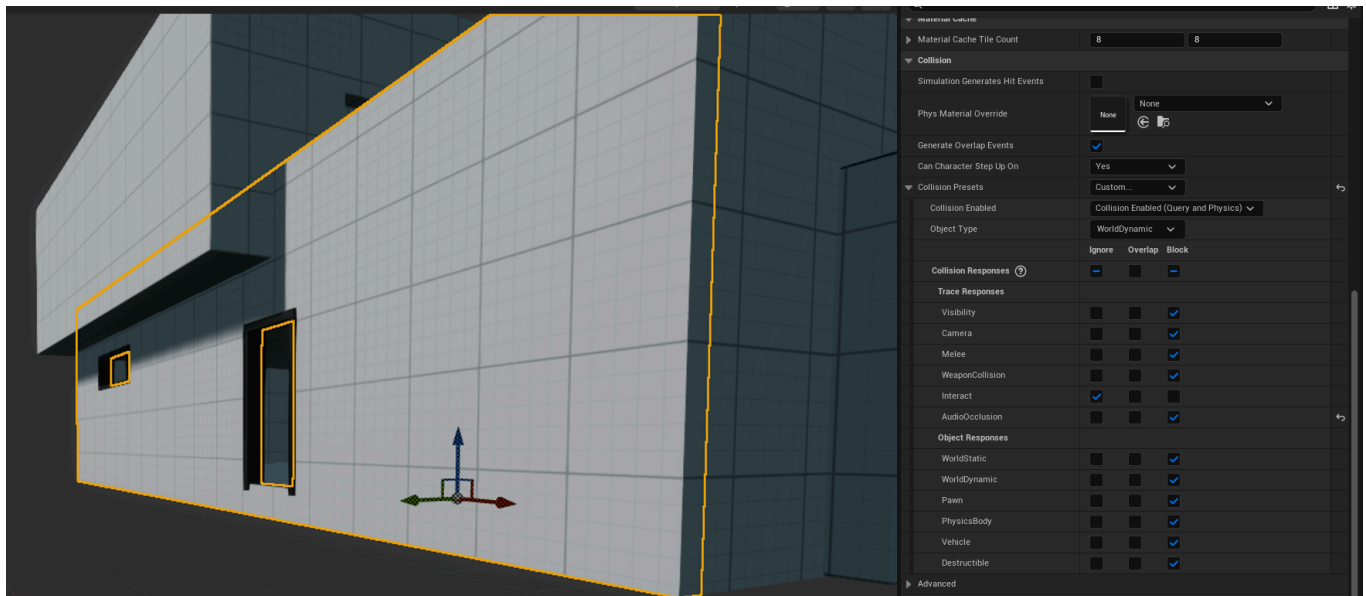 Material Cache
Material Cache Tile Count 8 8
Collision
Simulation Generates Hit Events
Phys Material Override None None
Generate Overlap Events
Can Character Step Up On Yes
Collision Presets Custom...
Collision Enabled Collision Enabled (Query and Physics)
Object Type WorldDynamic
Ignore Overlap Block
Collision Responses ?
Trace Responses
Visibility
Camera
Melee
WeaponCollision
Interact
AudioOcclusion
Object Responses
WorldStatic
WorldDynamic
Pawn
PhysicsBody
Vehicle
Destructible
Advanced